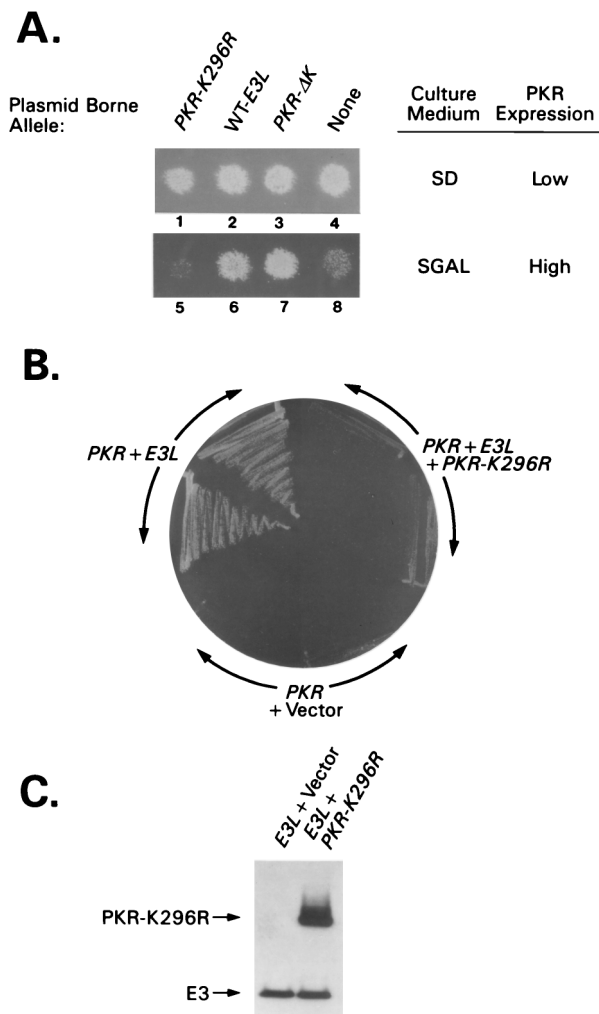 A.
Plasmid Borne
Allele:
PKR-K296R
WT-E3L
PKR-ΔK
None
Culture
Medium
PKR
Expression
1 2 3 4
SD Low
5 6 7 8
SGAL High
B.
PKR + E3L
PKR + E3L
+ PKR-K296R
PKR
+ Vector
C.
E3L + Vector
E3L +
PKR-K296R
PKR-K296R
E3